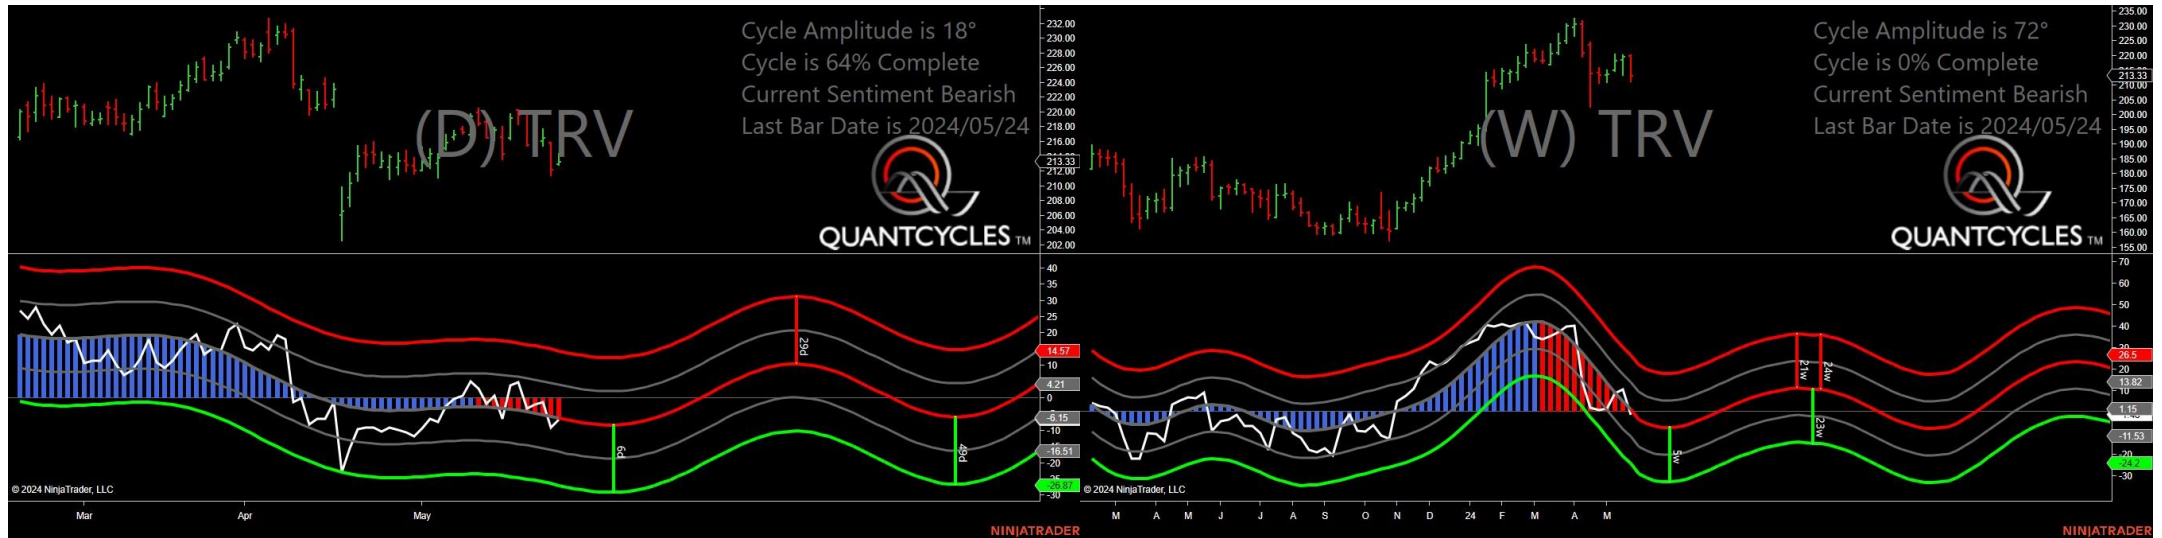 Cycle Amplitude is 18°
Cycle is 64% Complete
Current Sentiment Bearish
Last Bar Date is 2024/05/24
(D) TRV
QUANTCYCLES TM
232.00
230.00
228.00
226.00
224.00
222.00
220.00
218.00
216.00
213.33
212.00
210.00
208.00
206.00
204.00
202.00
40
35
30
25
20
14.57
10
4.21
0
-6.15
-10
-16.51
-20
-26.87
-30
29d
6d
49d
© 2024 NinjaTrader, LLC
Mar Apr May
NINJATRADER
Cycle Amplitude is 72°
Cycle is 0% Complete
Current Sentiment Bearish
Last Bar Date is 2024/05/24
(W) TRV
QUANTCYCLES TM
235.00
230.00
225.00
220.00
213.33
205.00
200.00
195.00
190.00
185.00
180.00
175.00
170.00
165.00
160.00
155.00
70
60
50
40
26.5
20
13.82
1.15
-11.53
-20
-24.2
-30
21w
24w
23w
5w
© 2024 NinjaTrader, LLC
M A M J J A S O N D 24 F M A M
NINJATRADER